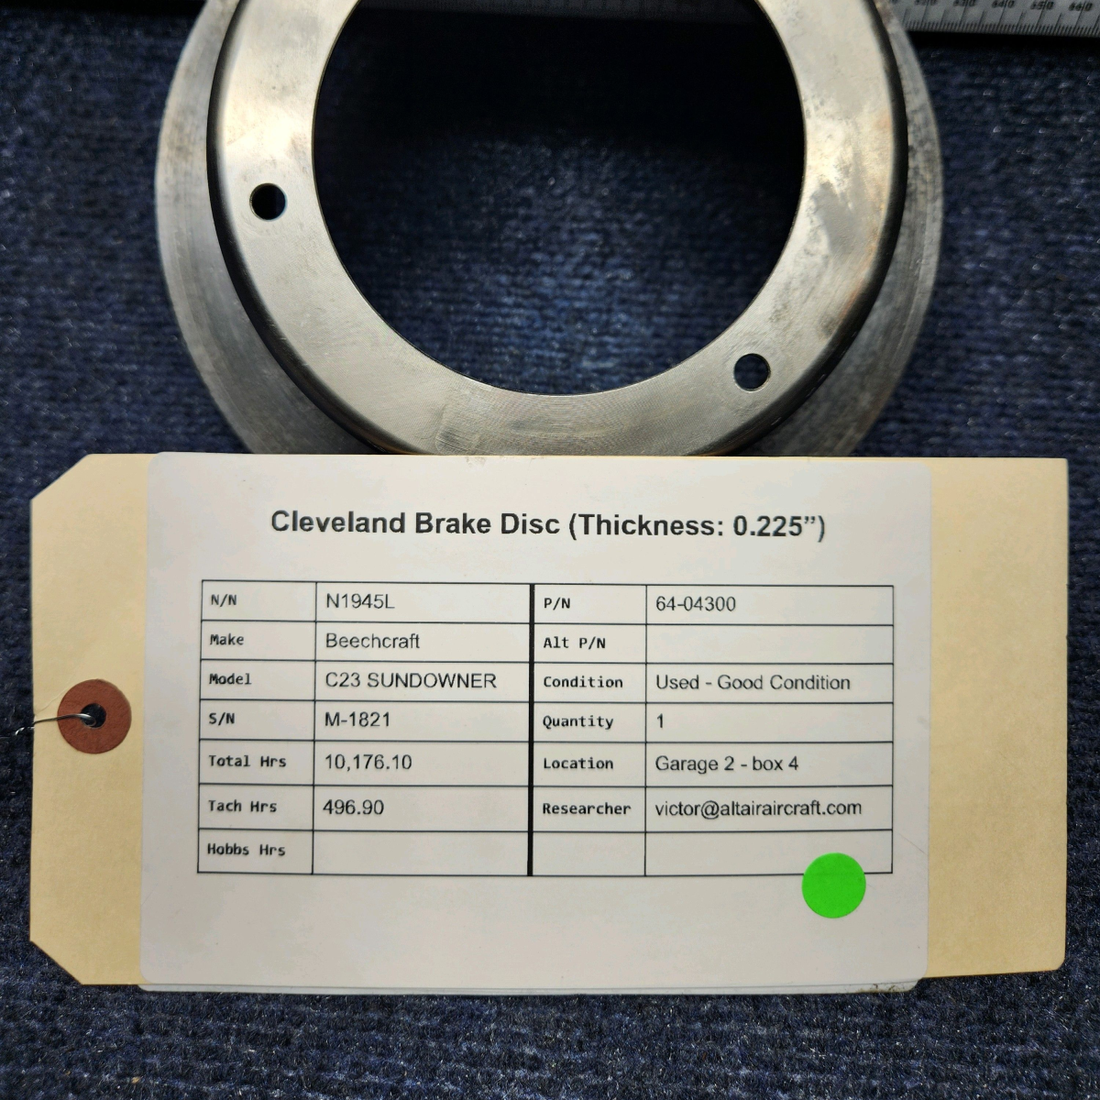 Cleveland Brake Disc (Thickness: 0.225”)
N/N N1945L P/N 64-04300
Make Beechcraft Alt P/N
Model C23 SUNDOWNER Condition Used - Good Condition
S/N M-1821 Quantity 1
Total Hrs 10,176.10 Location Garage 2 - box 4
Tach Hrs 496.90 Researcher victor@altairaircraft.com
Hobbs Hrs